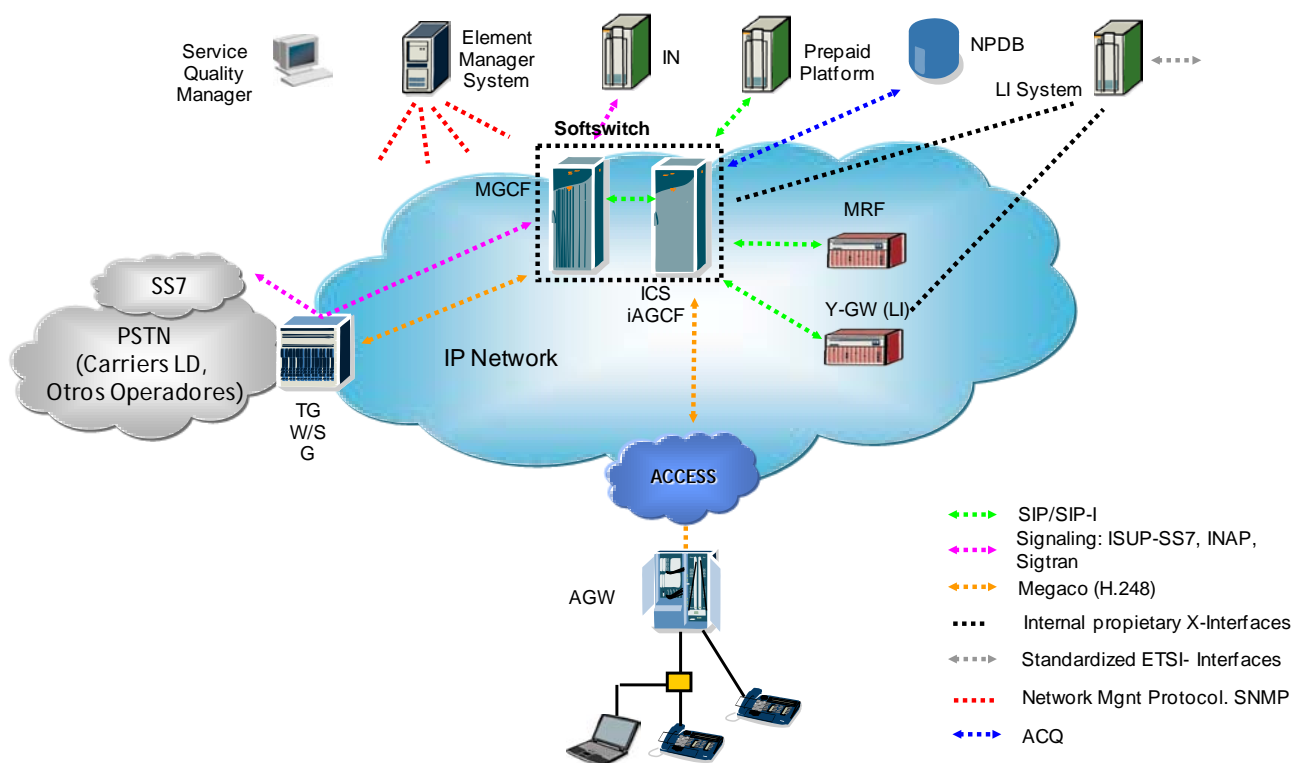 Service
Quality
Manager
Element
Manager
System
IN
Prepaid
Platform
NPDB
LI System
Softswitch
MGCF
MRF
SS7
PSTN
(Carriers LD,
Otros Operadores)
ICS
iAGCF
Y-GW (LI)
IP Network
TG
W/S
G
ACCESS
AGW
SIP/SIP-I
Signaling: ISUP-SS7, INAP,
Sigtran
Megaco (H.248)
Internal propietary X-Interfaces
Standardized ETSI- Interfaces
Network Mgnt Protocol. SNMP
ACQ